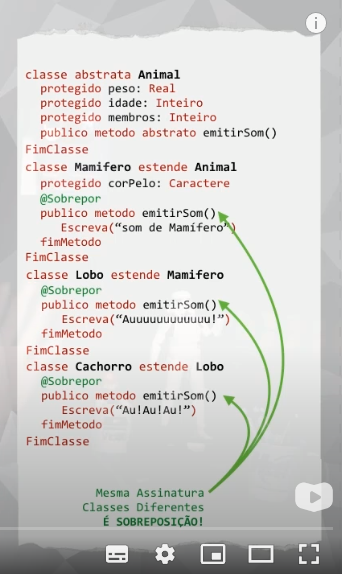 classe abstrata Animal
protegido peso: Real
protegido idade: Inteiro
protegido membros: Inteiro
publico metodo abstrato emitirSom()
FimClasse
classe Mamifero estende Animal
protegido corPelo: Caractere
@Sobrepor
publico metodo emitirSom()
Escreva(“som de Mamífero”)
fimMetodo
FimClasse
classe Lobo estende Mamifero
@Sobrepor
publico metodo emitirSom()
Escreva(“Auuuuuuuuuuuu!”)
fimMetodo
FimClasse
classe Cachorro estende Lobo
@Sobrepor
publico metodo emitirSom()
Escreva(“Au!Au!Au!”)
fimMetodo
FimClasse
Mesma Assinatura
Classes Diferentes
É SOBREPOSIÇÃO!